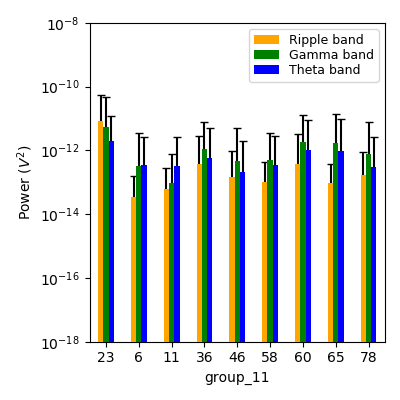 10⁻⁸
Ripple band
Gamma band
Theta band
10⁻¹⁰
10⁻¹²
10⁻¹⁴
10⁻¹⁶
10⁻¹⁸
Power (V²)
23 6 11 36 46 58 60 65 78
group_11